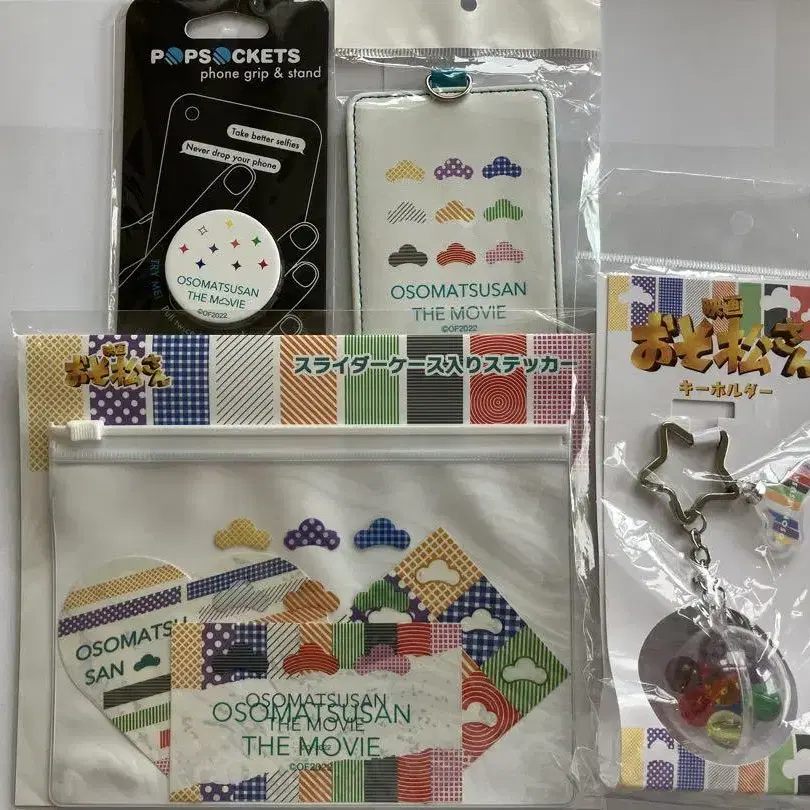 POPSOCKETS
phone grip & stand
Take better selfies
Never drop your phone
TRY ME
OSOMATSUSAN
THE MOVIE
©OF2022
OSOMATSUSAN
THE MOVIE
©OF2022
映画
おそ松さん
キーホルダー
映画
おそ松さん
スライダーケース入りステッカー
OSOMATSU
SAN
OSOMATSUSAN
THE MOVIE
OSOMATSUSAN
THE MOVIE
©OF2022